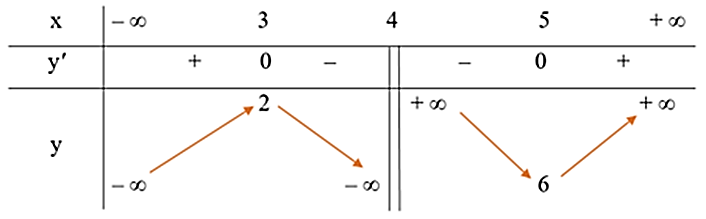 x −∞ 3 4 5 +∞
y′ + 0 − − 0 +
2 +∞ +∞
y
−∞ −∞ 6